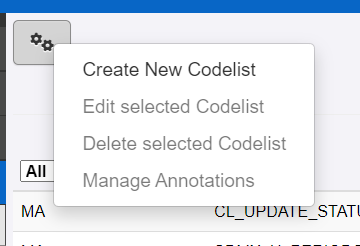 Create New Codelist
Edit selected Codelist
Delete selected Codelist
All
Manage Annotations
MA CL_UPDATE_STATU